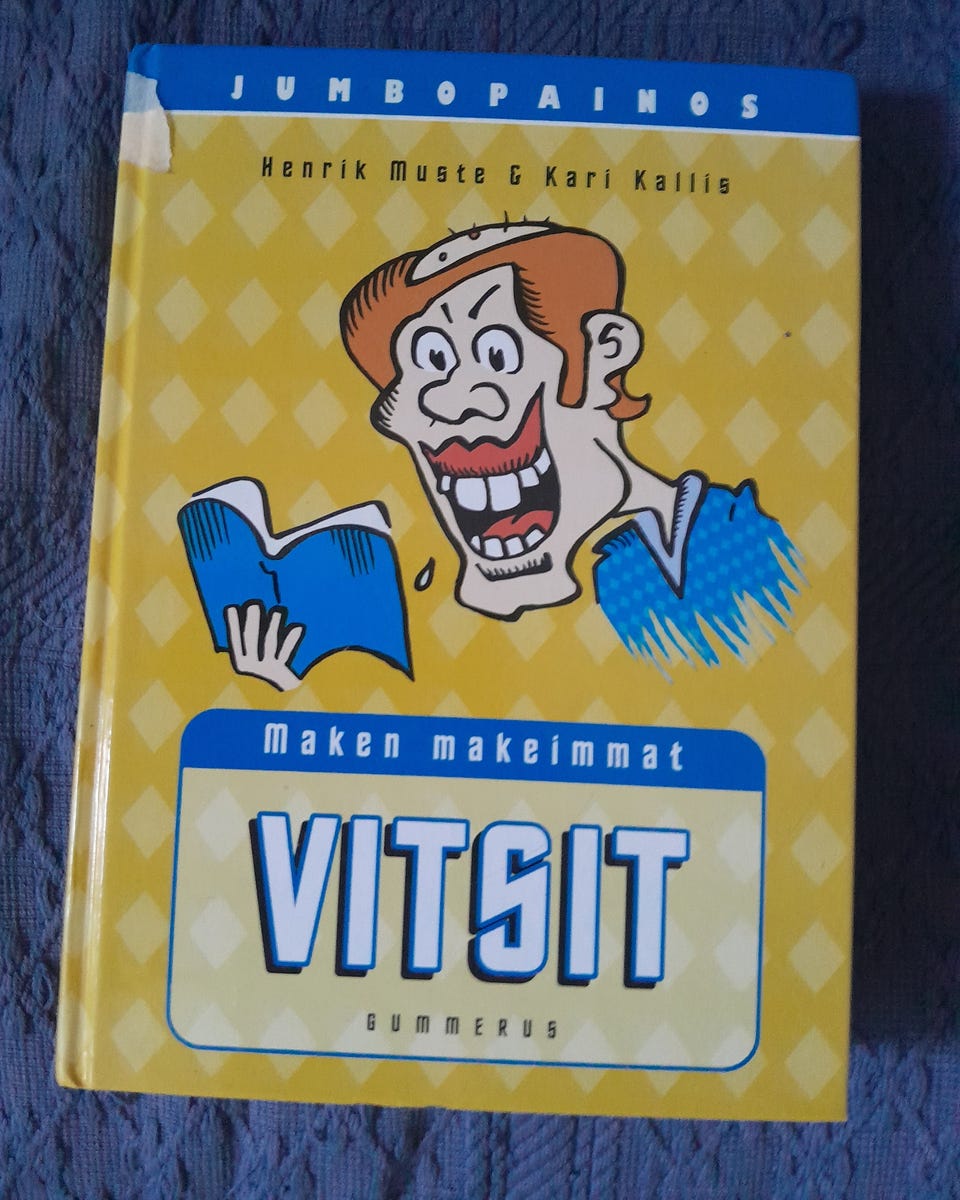 JUMBOPAINOS
Henrik Muste & Kari Kallis
Maken makeimmat
VITSIT
GUMMERUS